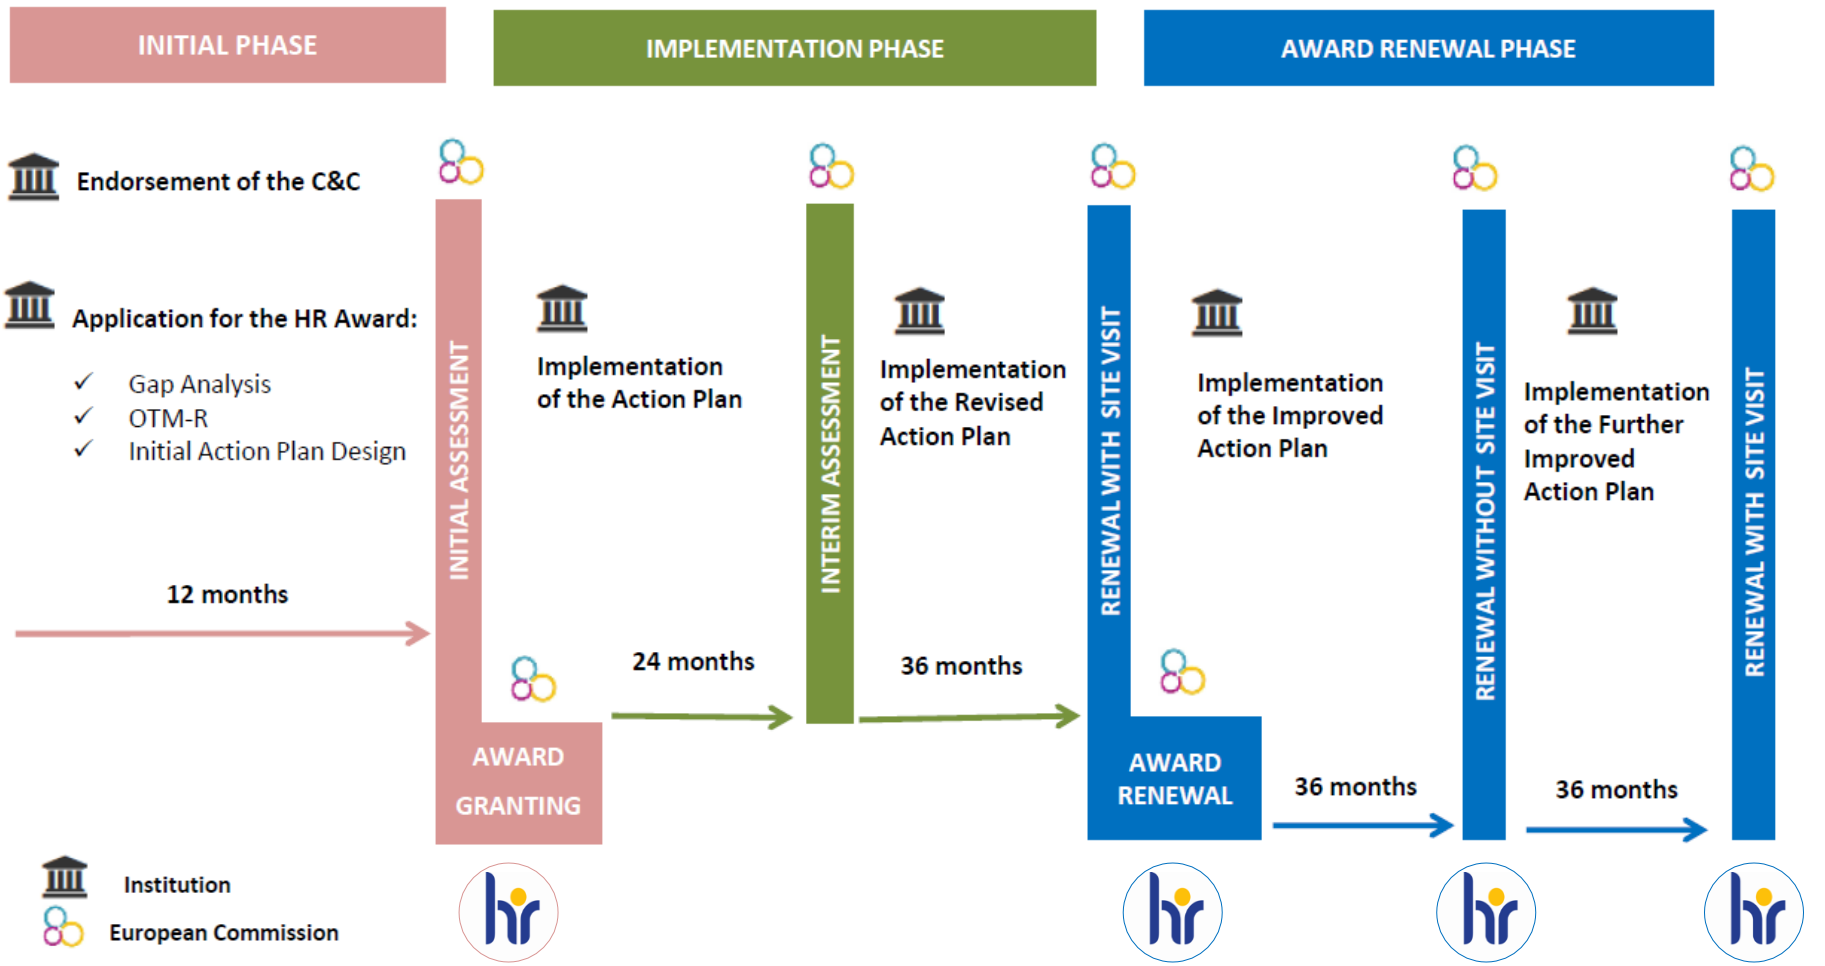 INITIAL PHASE
IMPLEMENTATION PHASE
AWARD RENEWAL PHASE
Endorsement of the C&C
Application for the HR Award:
✓ Gap Analysis
✓ OTM-R
✓ Initial Action Plan Design
12 months
INITIAL ASSESSMENT
AWARD
GRANTING
Implementation
of the Action Plan
24 months
INTERIM ASSESSMENT
Implementation
of the Revised
Action Plan
36 months
RENEWAL WITH SITE VISIT
AWARD
RENEWAL
Implementation
of the Improved
Action Plan
36 months
RENEWAL WITHOUT SITE VISIT
Implementation
of the Further
Improved
Action Plan
36 months
RENEWAL WITH SITE VISIT
Institution
European Commission
hr
hr
hr
hr